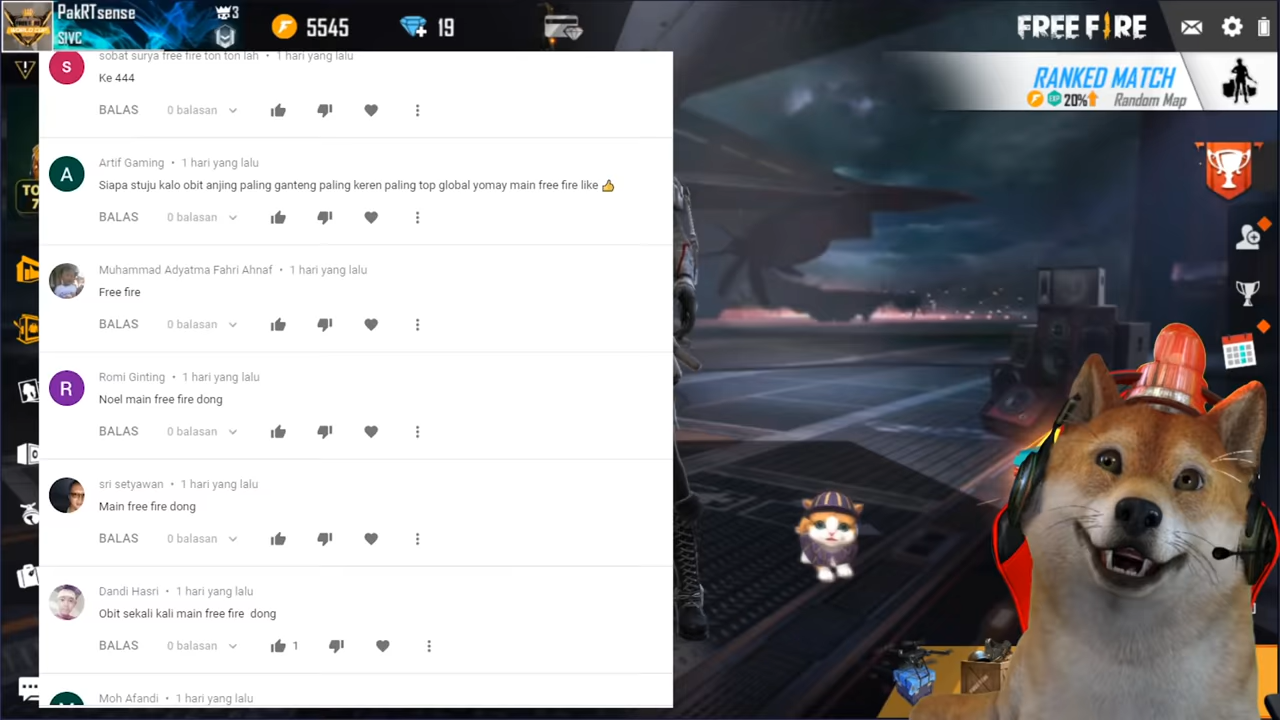 PakRTsense
SIVC
3
5545
19
FREE FIRE
RANKED MATCH
20%
Random Map
S
sobat surya free fire ton ton lah • 1 hari yang lalu
Ke 444
BALAS 0 balasan
A
Artif Gaming • 1 hari yang lalu
Siapa stuju kalo obit anjing paling ganteng paling keren paling top global yomay main free fire like 👍
BALAS 0 balasan
Muhammad Adyatma Fahri Ahnaf • 1 hari yang lalu
Free fire
BALAS 0 balasan
R
Romi Ginting • 1 hari yang lalu
Noel main free fire dong
BALAS 0 balasan
sri setyawan • 1 hari yang lalu
Main free fire dong
BALAS 0 balasan
Dandi Hasri • 1 hari yang lalu
Obit sekali kali main free fire dong
BALAS 0 balasan 1
Moh Afandi • 1 hari yang lalu